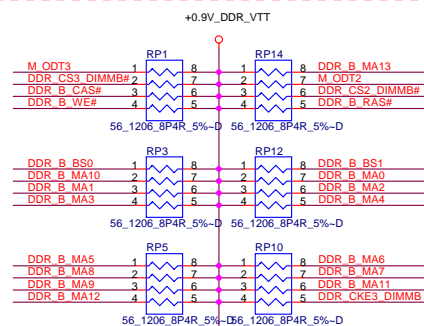 +0.9V_DDR_VTT
RP1 RP14
M_ODT3 1 8 1 8 DDR_B_MA13
DDR_CS3_DIMMB# 2 7 2 7 M_ODT2
DDR_B_CAS# 3 6 3 6 DDR_CS2_DIMMB#
DDR_B_WE# 4 5 4 5 DDR_B_RAS#
56_1206_8P4R_5%~D 56_1206_8P4R_5%~D
RP3 RP12
DDR_B_BS0 1 8 1 8 DDR_B_BS1
DDR_B_MA10 2 7 2 7 DDR_B_MA0
DDR_B_MA1 3 6 3 6 DDR_B_MA2
DDR_B_MA3 4 5 4 5 DDR_B_MA4
56_1206_8P4R_5%~D 56_1206_8P4R_5%~D
RP5 RP10
DDR_B_MA5 1 8 1 8 DDR_B_MA6
DDR_B_MA8 2 7 2 7 DDR_B_MA7
DDR_B_MA9 3 6 3 6 DDR_B_MA11
DDR_B_MA12 4 5 4 5 DDR_CKE3_DIMMB
56_1206_8P4R_5%~D 56_1206_8P4R_5%~D